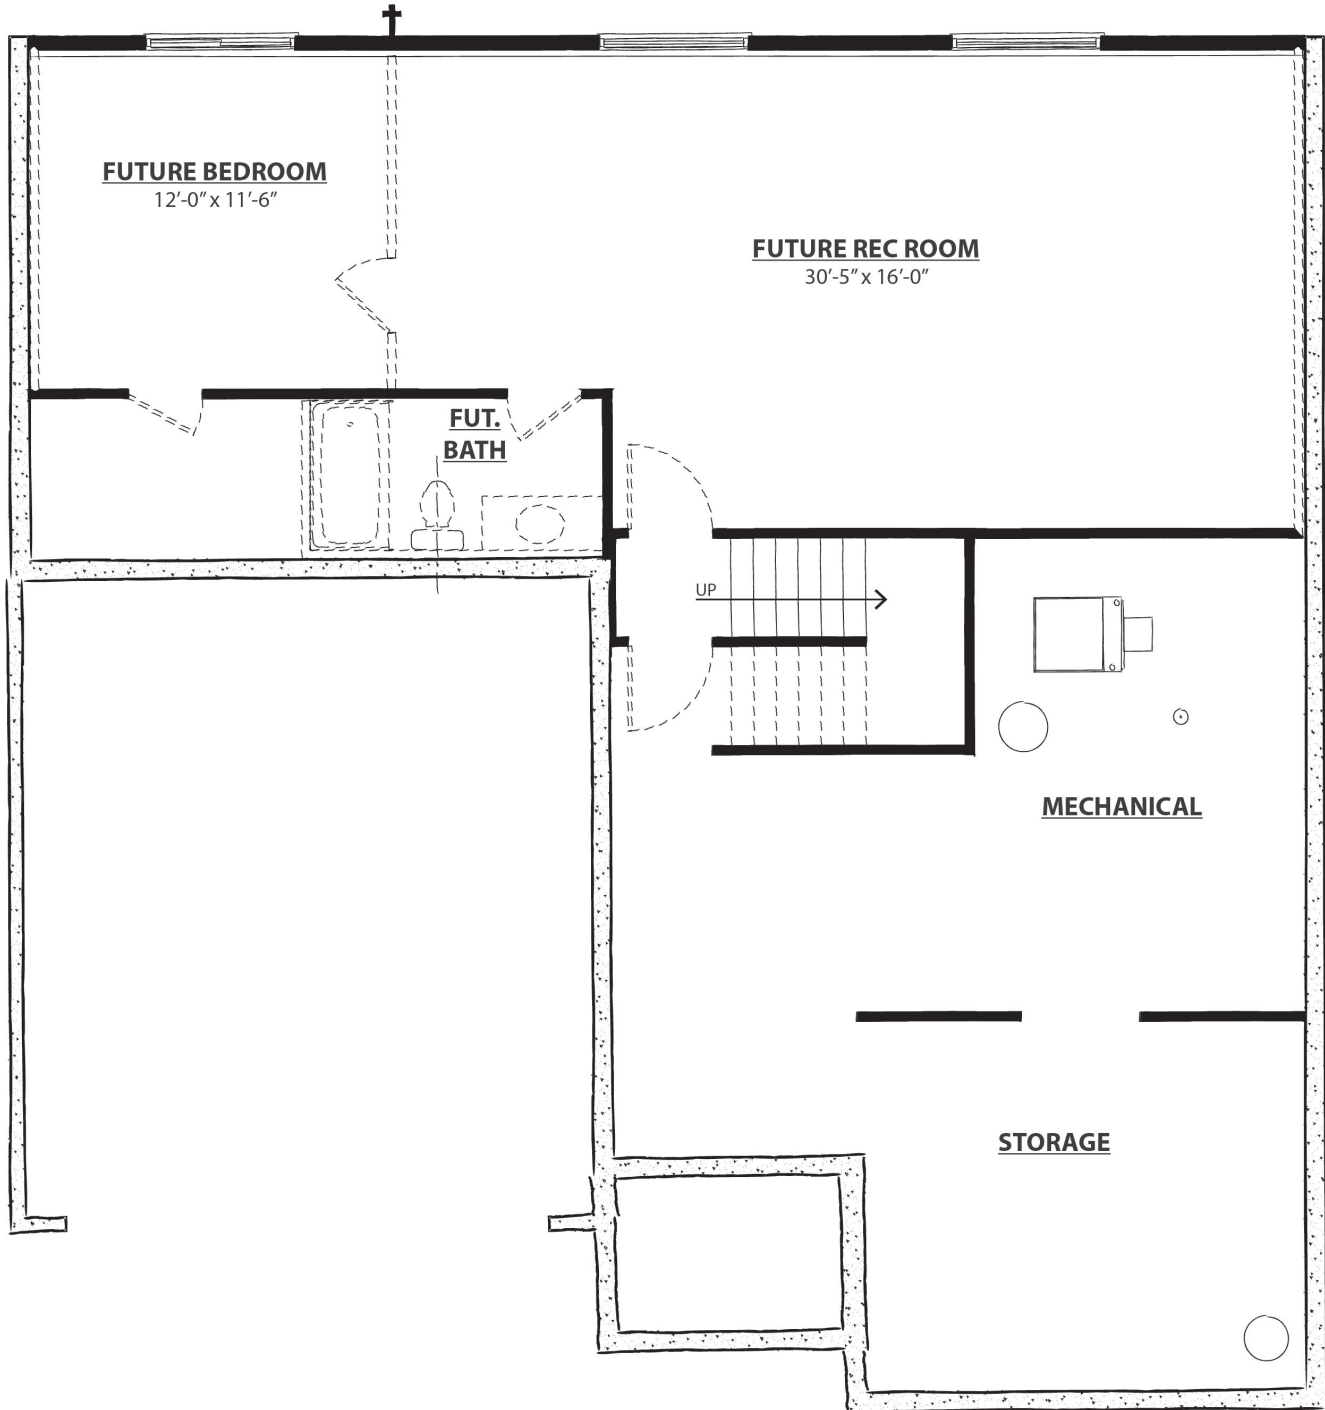 FUTURE BEDROOM
12’-0” x 11’-6”
FUTURE REC ROOM
30’-5” x 16’-0”
FUT.
BATH
UP
MECHANICAL
STORAGE